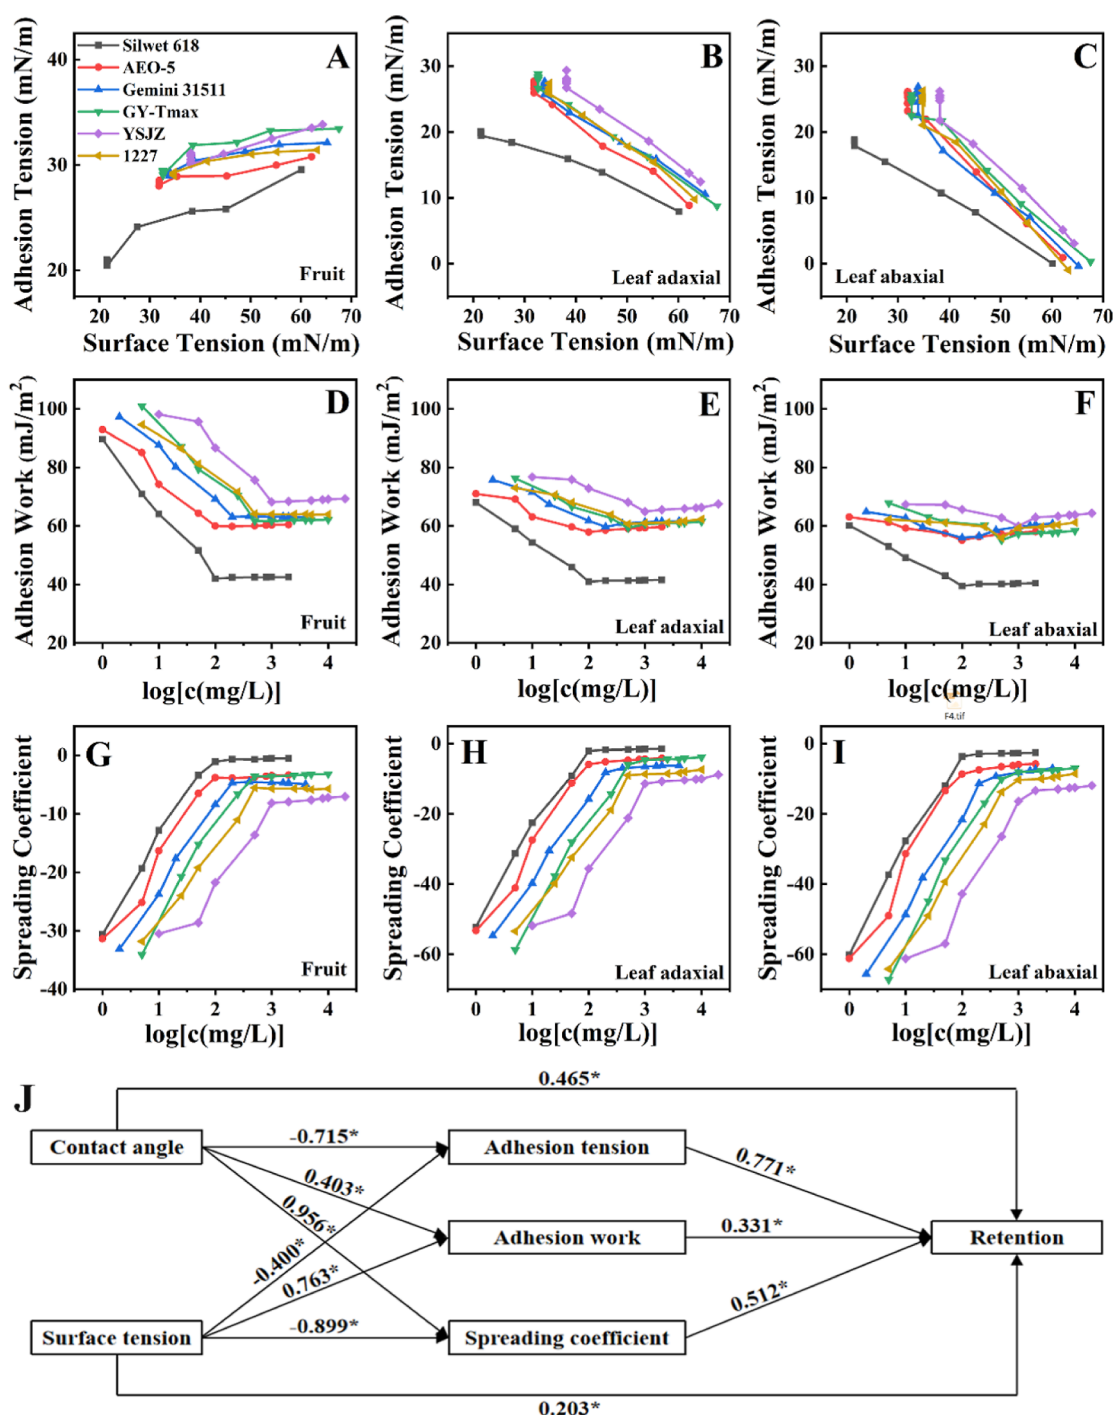 A
Adhesion Tension (mN/m)
40
30
20
Silwet 618
AEO-5
Gemini 31511
GY-Tmax
YSJZ
1227
Fruit
20 30 40 50 60 70
Surface Tension (mN/m)
B
Adhesion Tension (mN/m)
30
20
10
0
Leaf adaxial
20 30 40 50 60 70
Surface Tension (mN/m)
C
Adhesion Tension (mN/m)
30
20
10
0
Leaf abaxial
20 30 40 50 60 70
Surface Tension (mN/m)
D
Adhesion Work (mJ/m²)
100
80
60
40
20
Fruit
0 1 2 3 4
log[c(mg/L)]
E
Adhesion Work (mJ/m²)
100
80
60
40
20
Leaf adaxial
0 1 2 3 4
log[c(mg/L)]
F
Adhesion Work (mJ/m²)
100
80
60
40
20
Leaf abaxial
0 1 2 3 4
log[c(mg/L)]
F4.tif
G
Spreading Coefficient
0
-10
-20
-30
-40
Fruit
0 1 2 3 4
log[c(mg/L)]
H
Spreading Coefficient
0
-20
-40
-60
Leaf adaxial
0 1 2 3 4
log[c(mg/L)]
I
Spreading Coefficient
0
-20
-40
-60
Leaf abaxial
0 1 2 3 4
log[c(mg/L)]
J
0.465*
Contact angle
-0.715*
Adhesion tension
0.771*
0.403*
0.956*
Adhesion work
0.331*
Retention
-0.400*
0.763*
0.512*
Surface tension
-0.899*
Spreading coefficient
0.203*